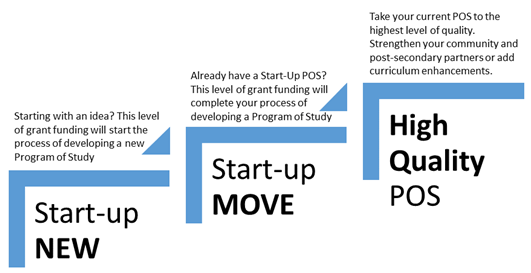 Starting with an idea? This level
of grant funding will start the
process of developing a new
Program of Study
Start-up
NEW
Already have a Start-Up POS?
This level of grant funding will
complete your process of
developing a Program of Study
Start-up
MOVE
Take your current POS to the
highest level of quality.
Strengthen your community and
post-secondary partners or add
curriculum enhancements.
High
Quality
POS